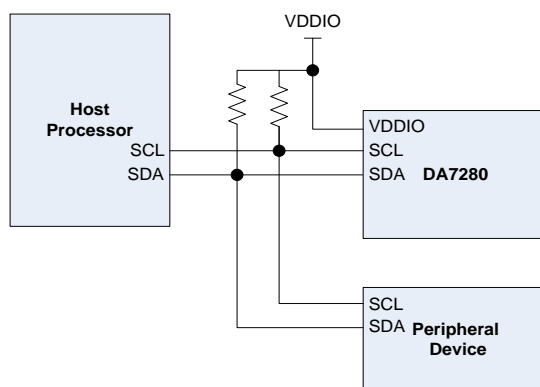 VDDIO
Host
Processor
SCL
SDA
VDDIO
SCL
SDA
DA7280
SCL
SDA
Peripheral
Device